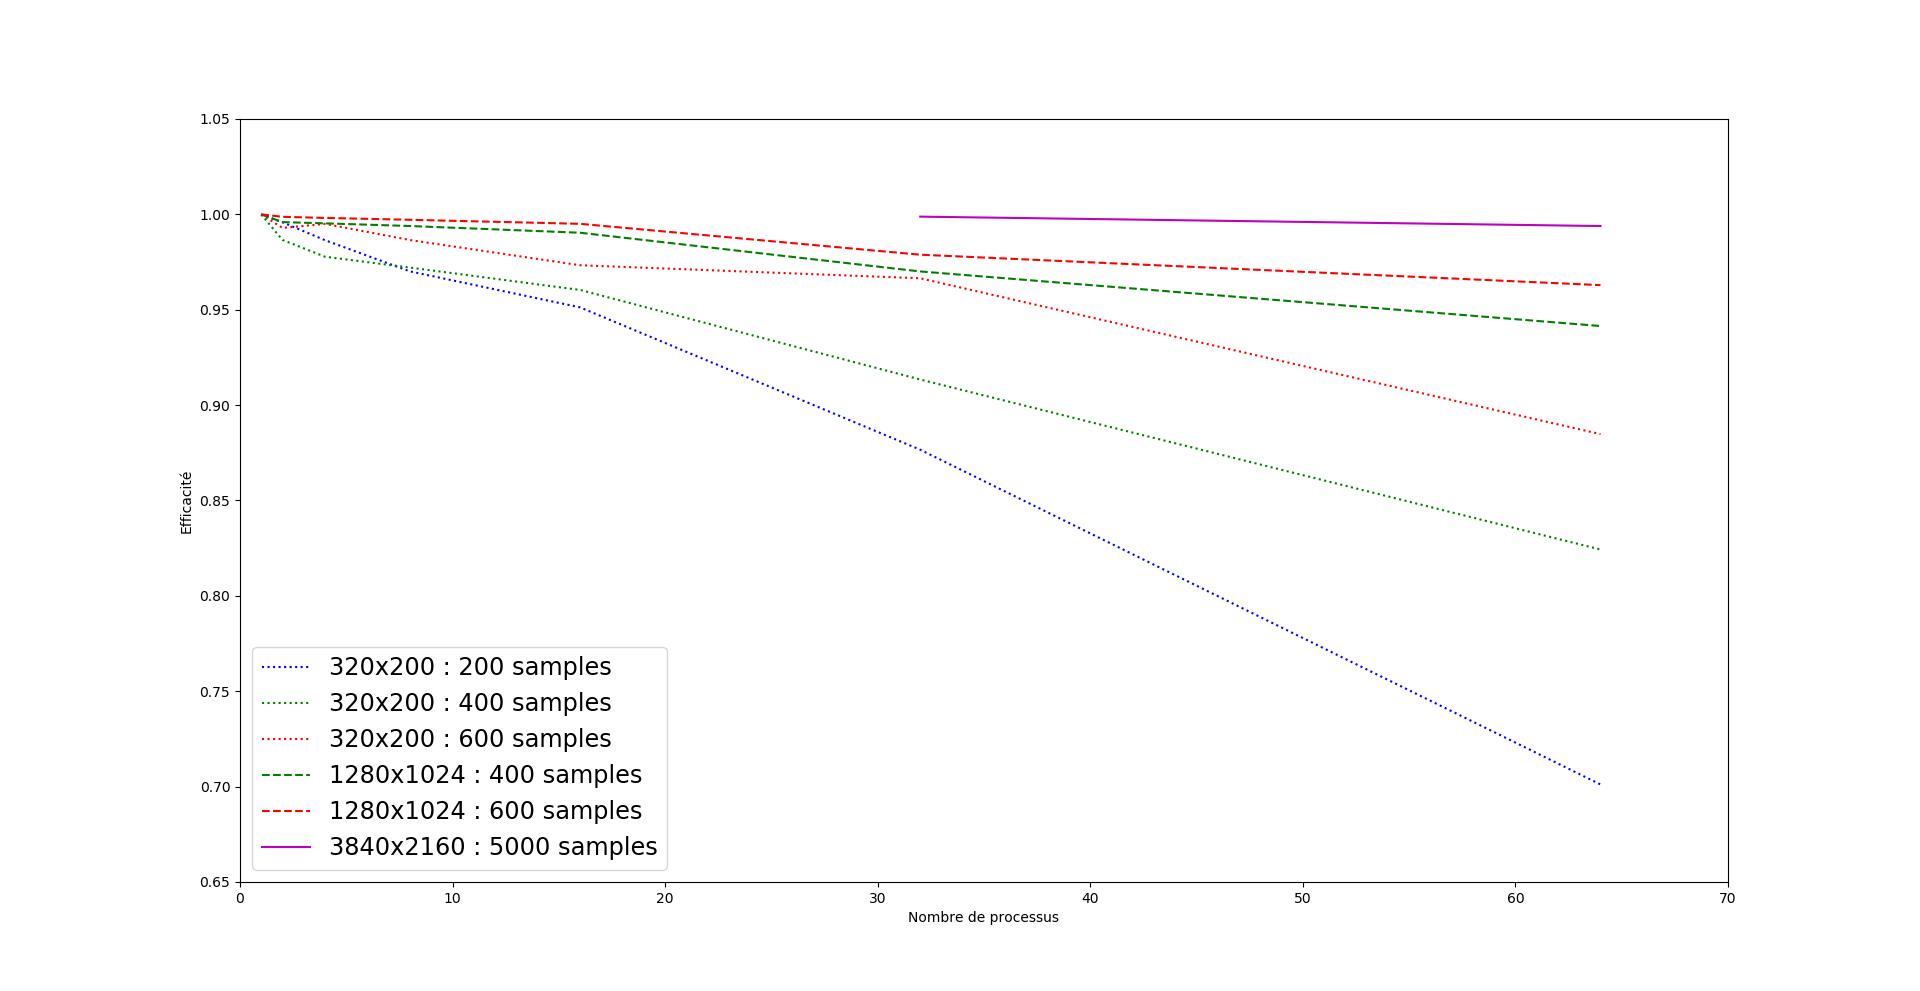 1.05
1.00
0.95
0.90
0.85
0.80
0.75
0.70
0.65
Efficacité
320x200 : 200 samples
320x200 : 400 samples
320x200 : 600 samples
1280x1024 : 400 samples
1280x1024 : 600 samples
3840x2160 : 5000 samples
0 10 20 30 40 50 60 70
Nombre de processus